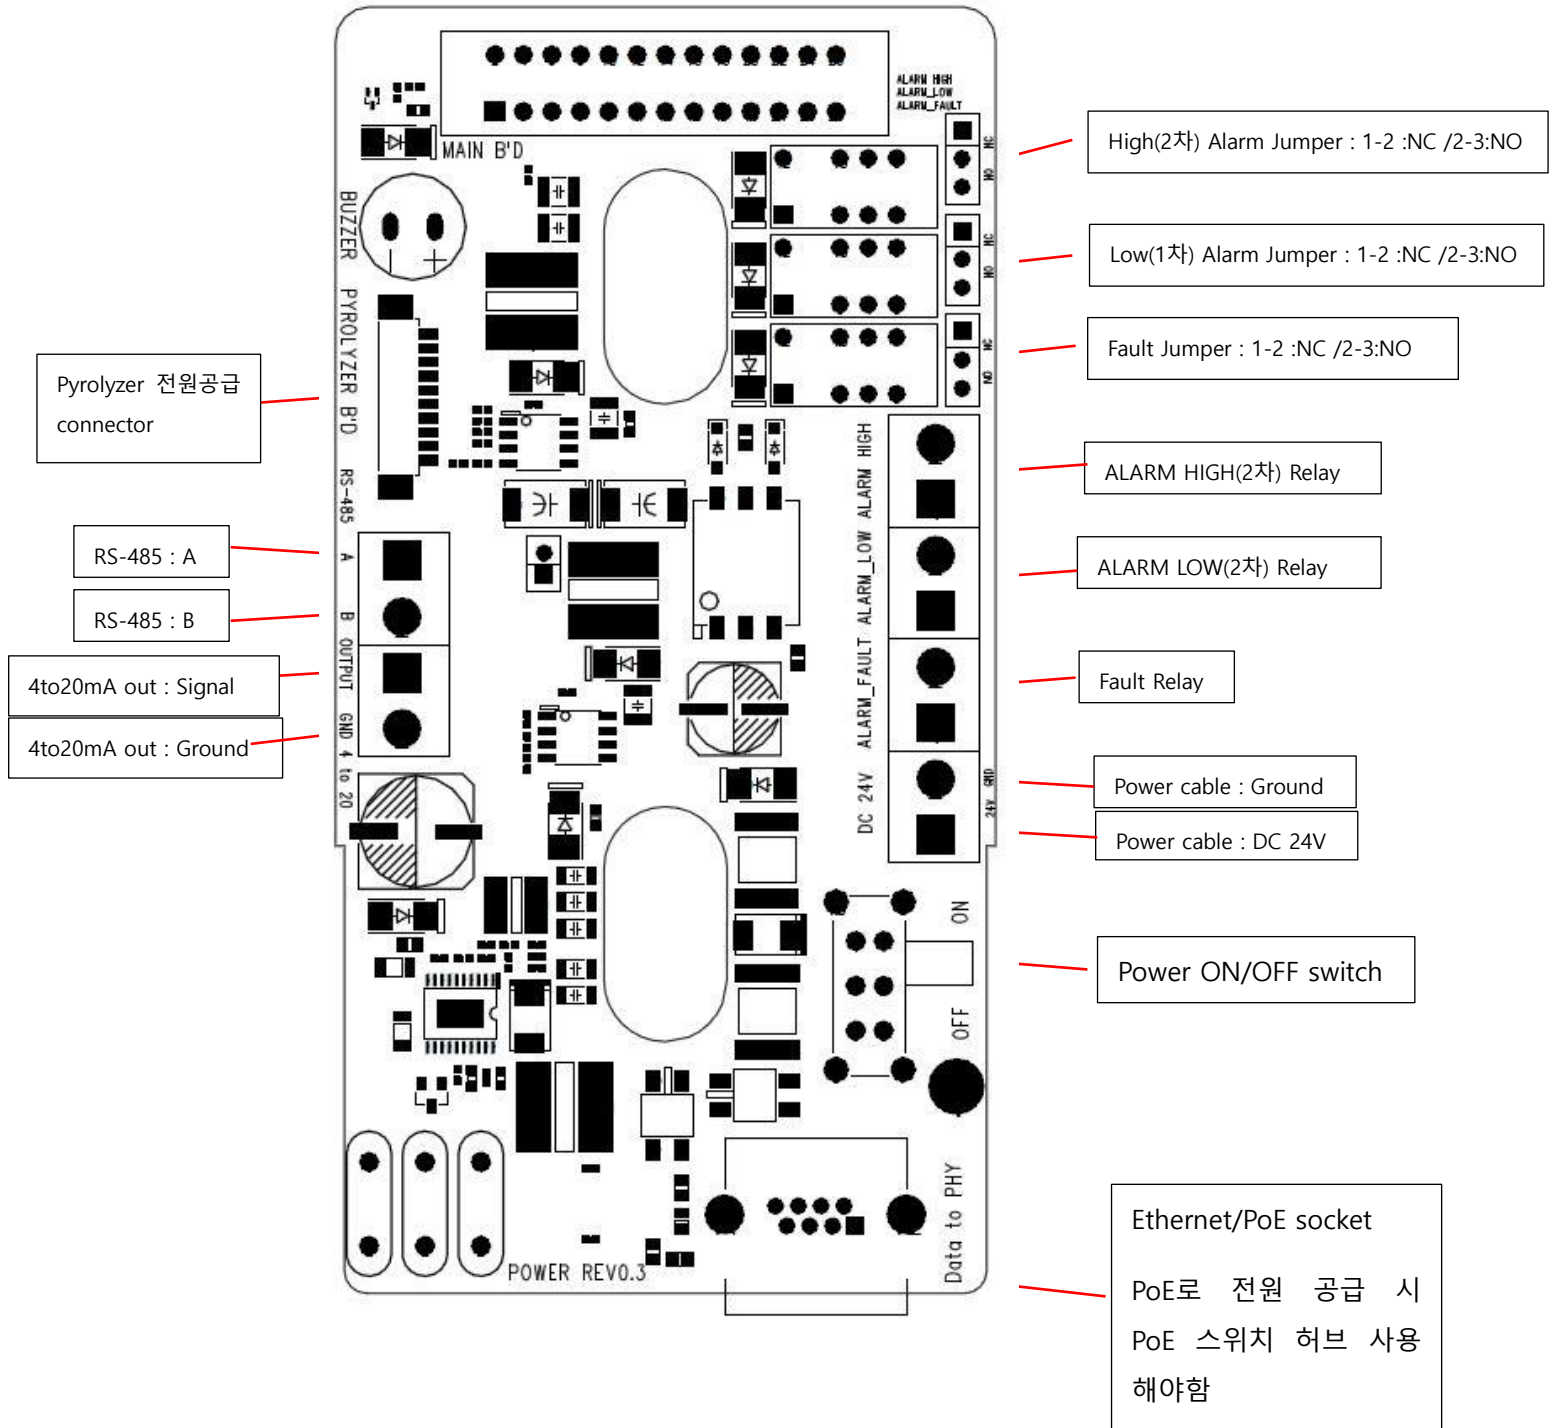 ALARM HIGH
ALARM_LOW
ALARM_FAULT
MAIN B'D
NC
NO
NC
NO
NC
NO
BUZZER
PYROLYZER B'D
RS-485
A
B
OUTPUT
GND
4 to 20
ALARM HIGH
ALARM_LOW
ALARM_FAULT
DC 24V
24V GND
ON
OFF
Data to PHY
POWER REV0.3
Pyrolyzer 전원공급
connector
RS-485 : A
RS-485 : B
4to20mA out : Signal
4to20mA out : Ground
High(2차) Alarm Jumper : 1-2 :NC /2-3:NO
Low(1차) Alarm Jumper : 1-2 :NC /2-3:NO
Fault Jumper : 1-2 :NC /2-3:NO
ALARM HIGH(2차) Relay
ALARM LOW(2차) Relay
Fault Relay
Power cable : Ground
Power cable : DC 24V
Power ON/OFF switch
Ethernet/PoE socket
PoE로 전원 공급 시
PoE 스위치 허브 사용
해야함